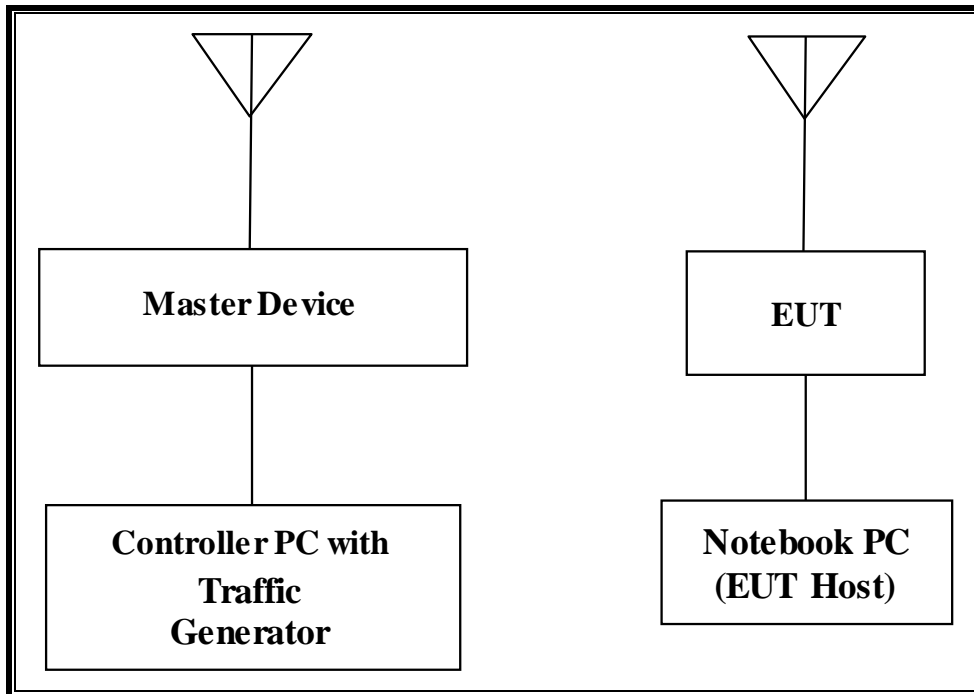 Master Device
EUT
Controller PC with
Traffic
Generator
Notebook PC
(EUT Host)